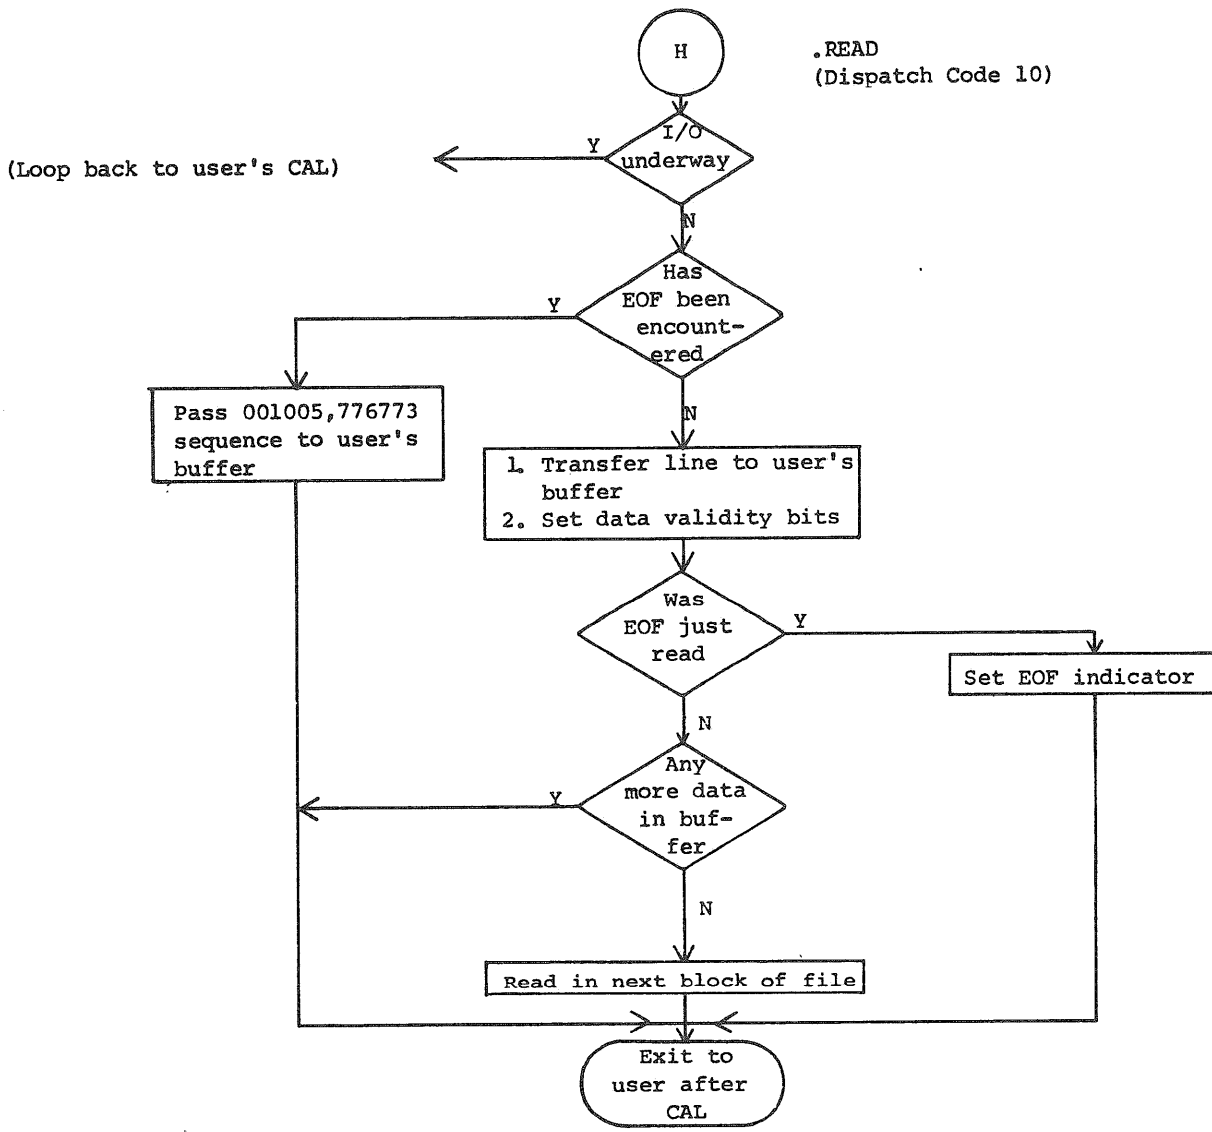 H
.READ
(Dispatch Code 10)
I/O
underway
Y
(Loop back to user's CAL)
N
Has
EOF been
encount-
ered
Y
N
Pass 001005,776773
sequence to user's
buffer
1. Transfer line to user's
buffer
2. Set data validity bits
Was
EOF just
read
Y
Set EOF indicator
N
Any
more data
in buf-
fer
Y
N
Read in next block of file
Exit to
user after
CAL